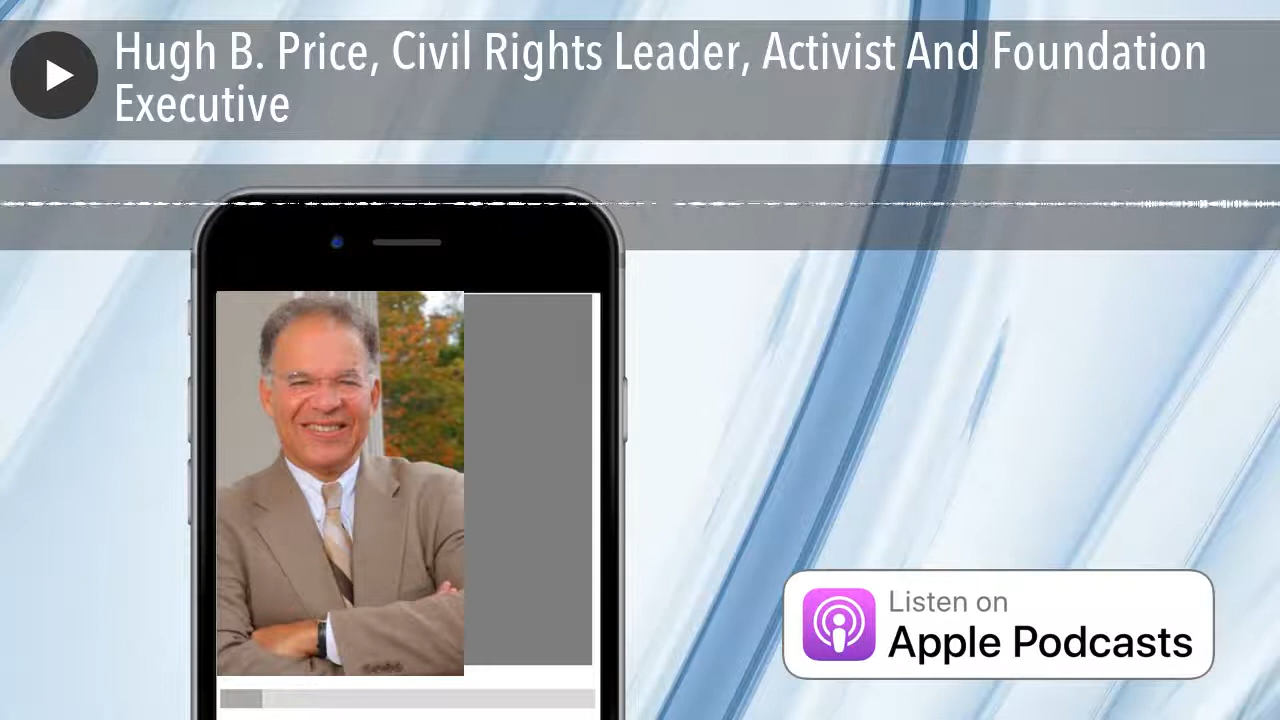 Hugh B. Price, Civil Rights Leader, Activist And Foundation
Executive
Listen on
Apple Podcasts